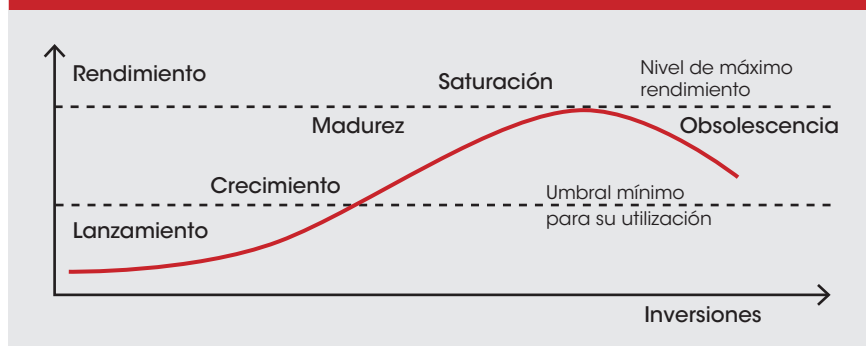 Rendimiento
Saturación
Nivel de máximo
rendimiento
Madurez
Obsolescencia
Crecimiento
Umbral mínimo
para su utilización
Lanzamiento
Inversiones